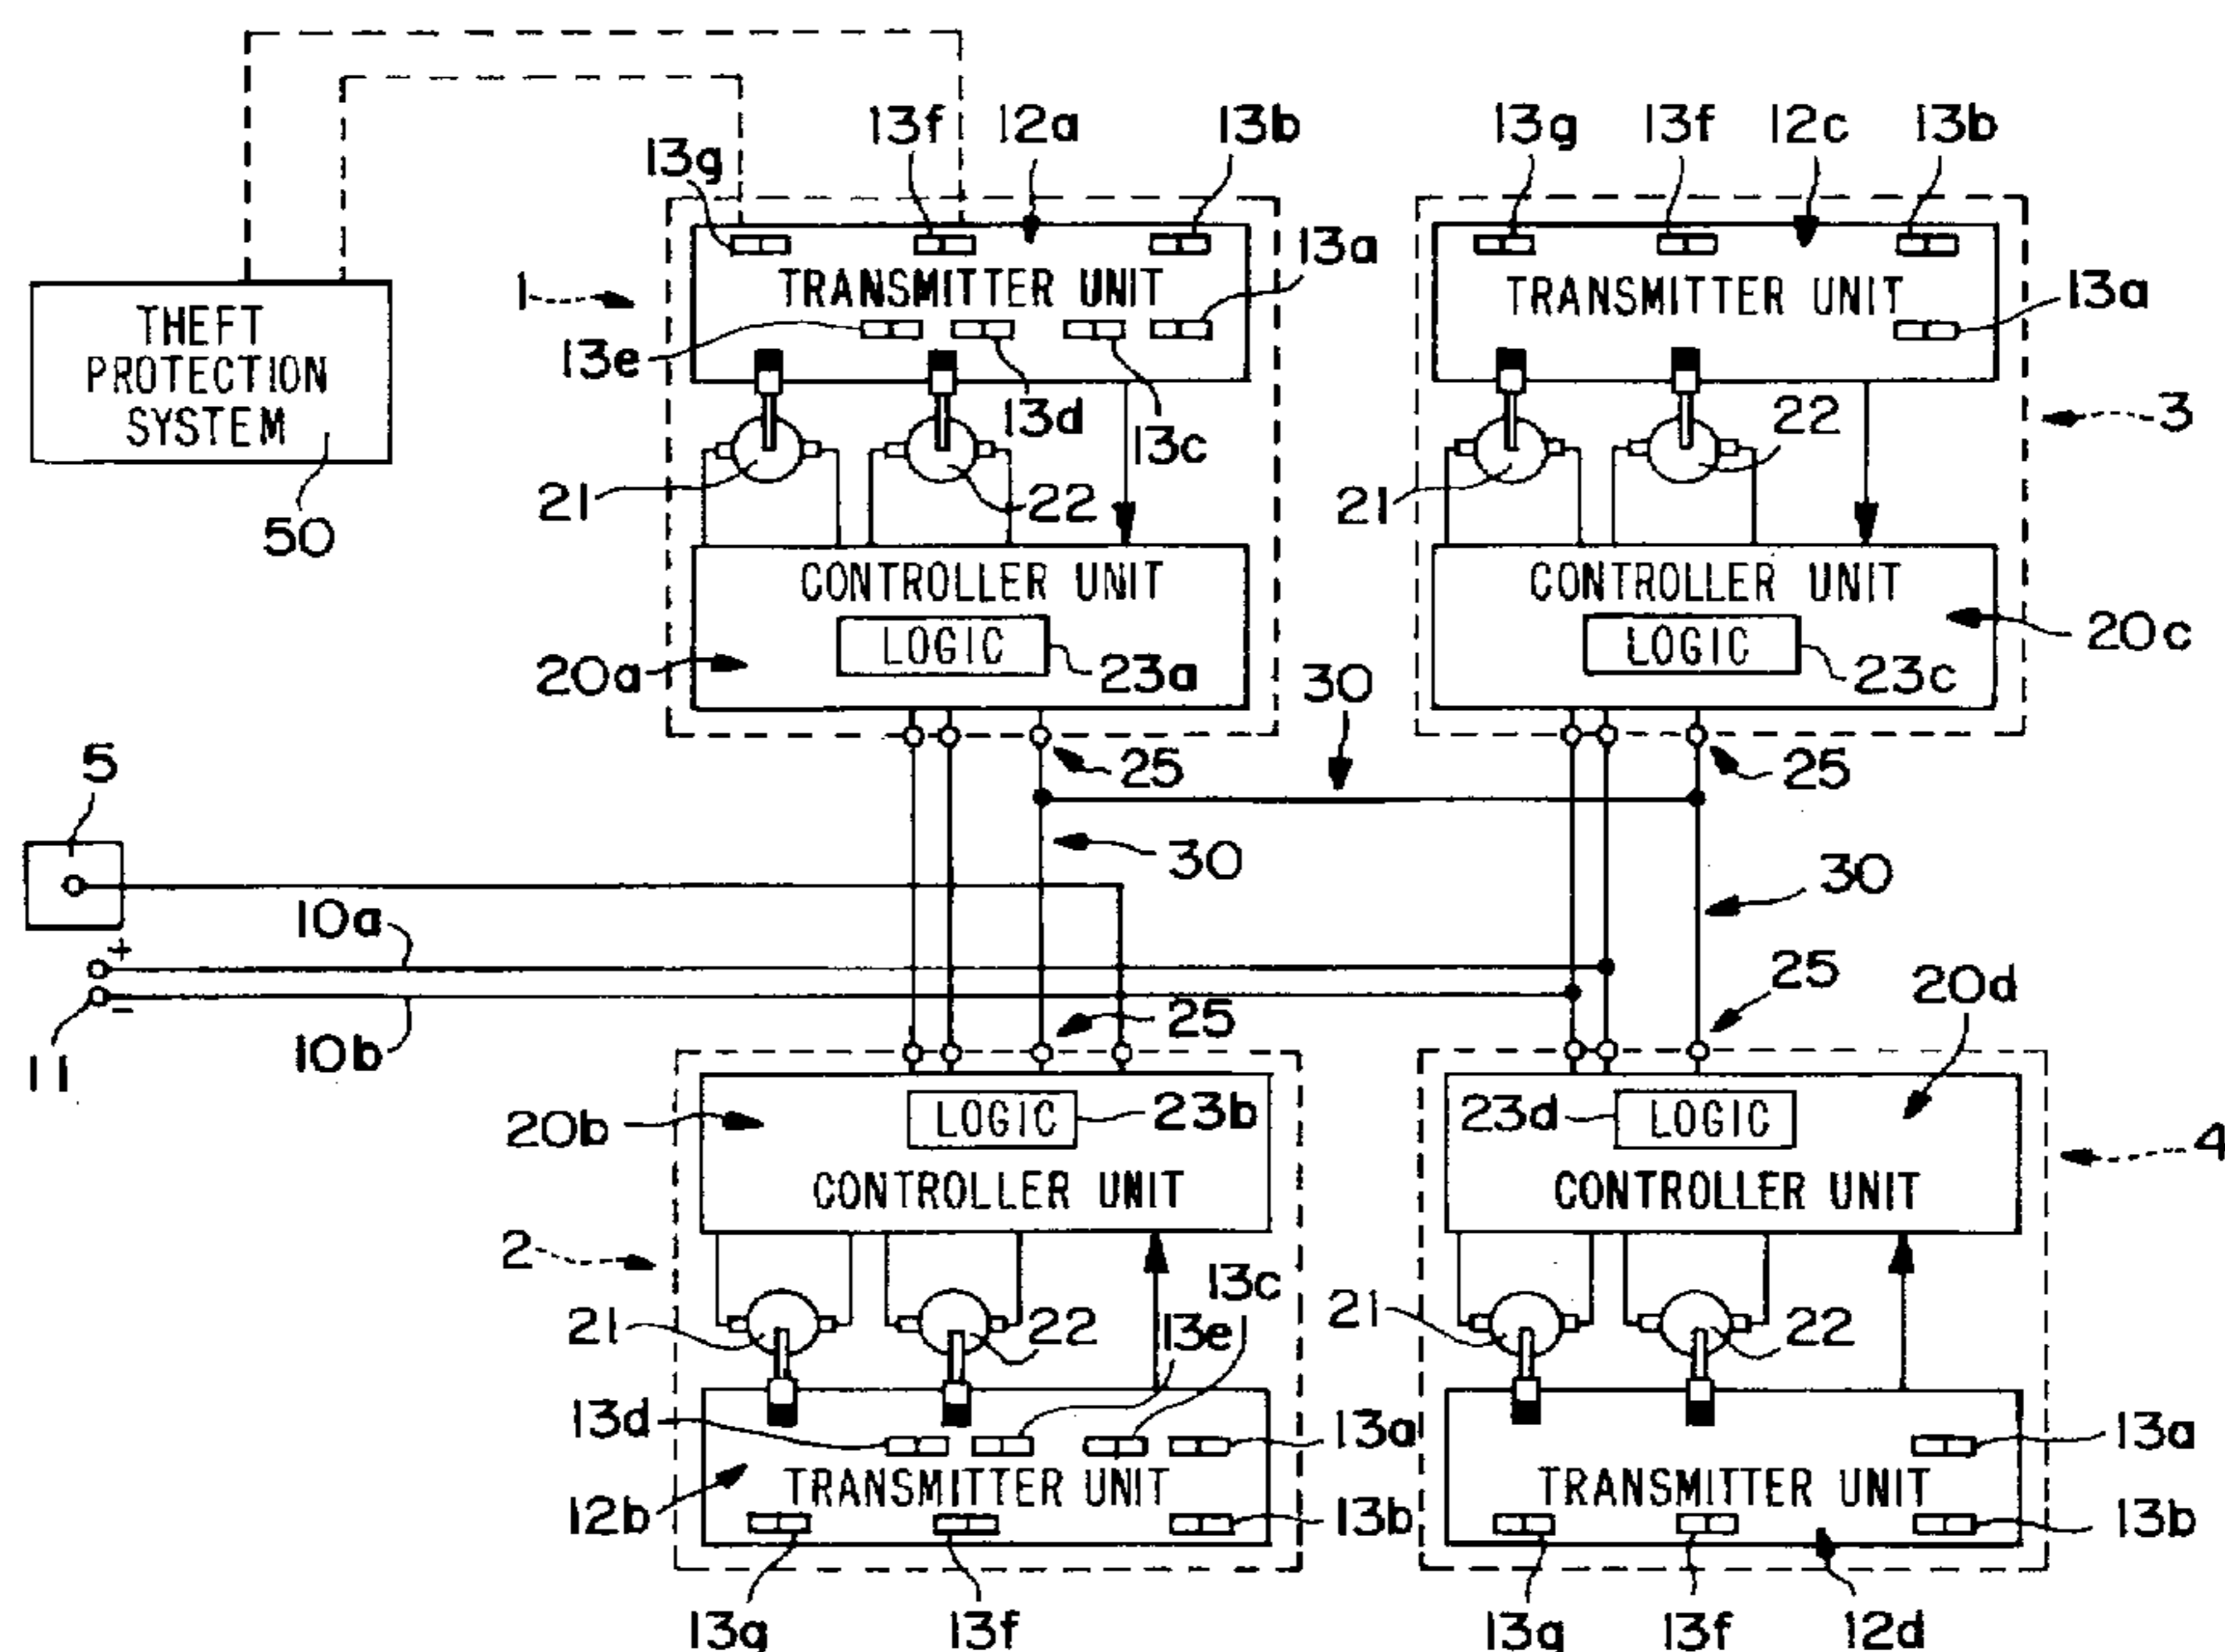 13f
12a
13b
13g
13f
12c
13b
13g
13a
1
TRANSMITTER UNIT
TRANSMITTER UNIT
13a
THEFT
PROTECTION
SYSTEM
13e
13d
13c
22
3
21
22
21
50
CONTROLLER UNIT
LOGIC
CONTROLLER UNIT
LOGIC
20a
23a
30
23c
20c
5
25
25
30
30
10a
+
11
-
10b
25
25
20d
20b
LOGIC
23b
23d
LOGIC
4
CONTROLLER UNIT
CONTROLLER UNIT
2
13c
21
22
13e
21
22
13d
13a
13a
TRANSMITTER UNIT
TRANSMITTER UNIT
12b
13b
13b
13g
13f
13g
13f
12d